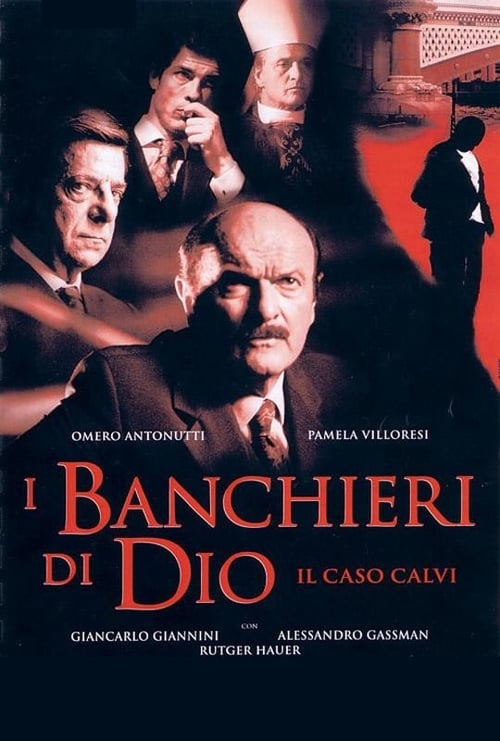 OMERO ANTONUTTI PAMELA VILLORESI
I BANCHIERI
DI DIO IL CASO CALVI
CON
GIANCARLO GIANNINI ALESSANDRO GASSMAN
RUTGER HAUER